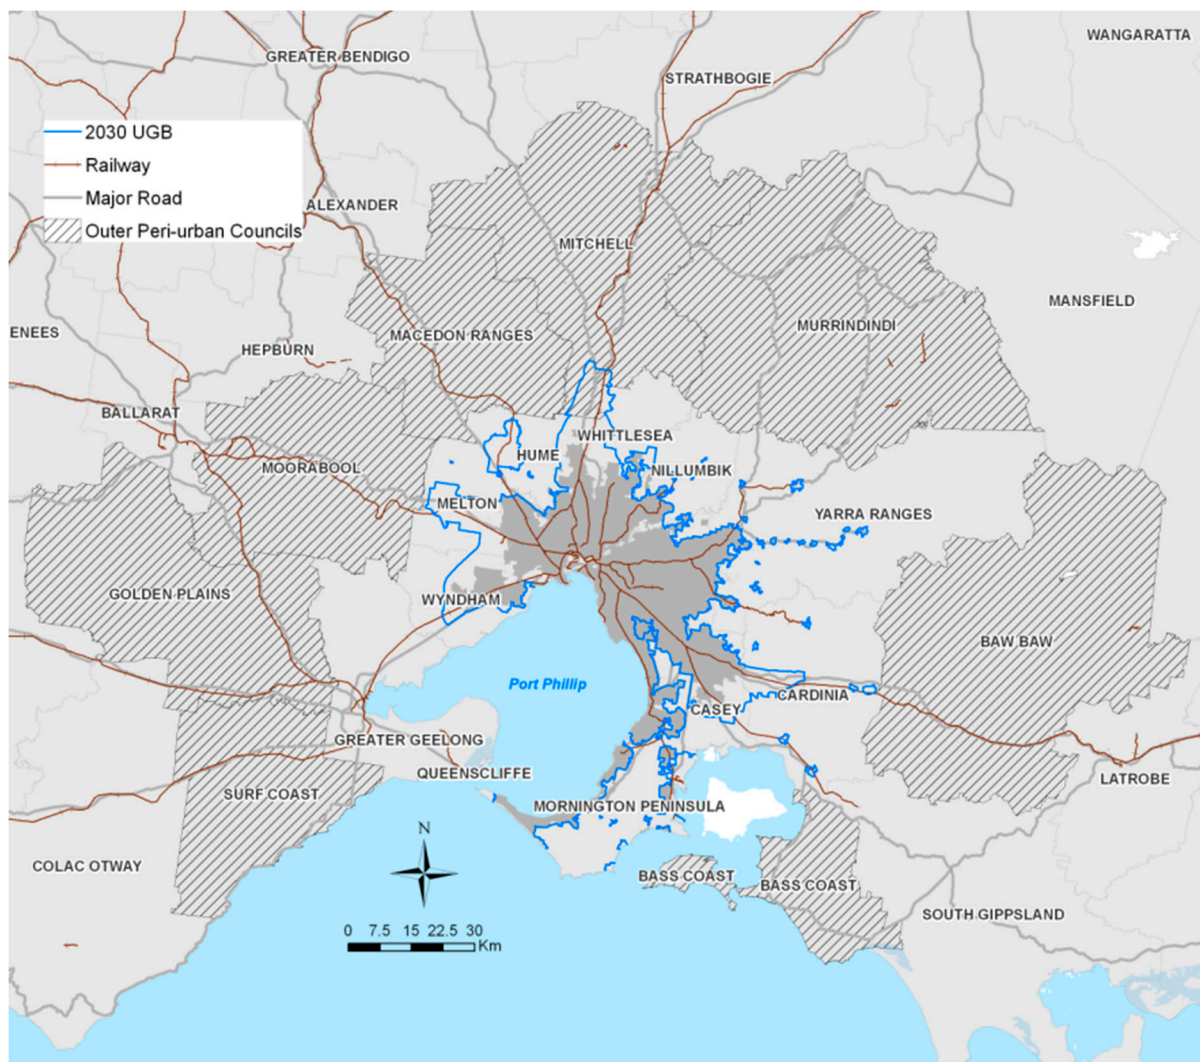 WANGARATTA
GREATER BENDIGO
STRATHBOGIE
2030 UGB
Railway
Major Road
Outer Peri-urban Councils
ALEXANDER
MITCHELL
MANSFIELD
MURRINDINDI
ENEES
MACEDON RANGES
HEPBURN
BALLARAT
WHITTLESEA
HUME
MOORABOOL
NILLUMBIK
MELTON
YARRA RANGES
GOLDEN PLAINS
WYNDHAM
BAW BAW
Port Phillip
CARDINIA
CASEY
GREATER GEELONG
QUEENSCLIFFE
LATROBE
SURF COAST
MORNINGTON PENINSULA
N
COLAC OTWAY
BASS COAST
BASS COAST
SOUTH GIPPSLAND
0 7.5 15 22.5 30
Km